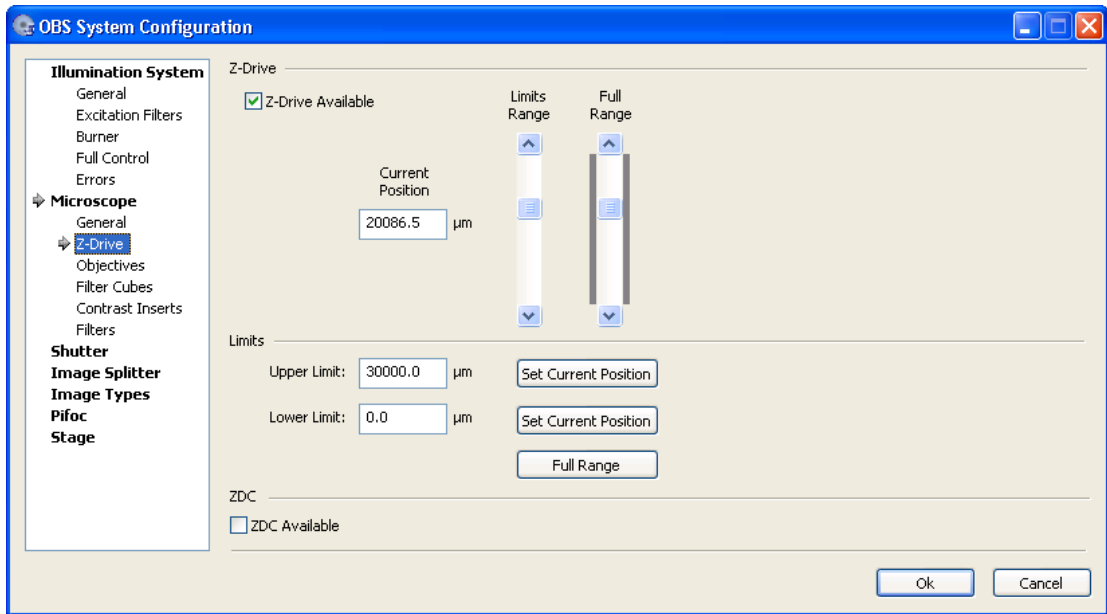 OBS System Configuration
Illumination System
General
Excitation Filters
Burner
Full Control
Errors
Microscope
General
Z-Drive
Objectives
Filter Cubes
Contrast Inserts
Filters
Shutter
Image Splitter
Image Types
Pifoc
Stage
Z-Drive
Z-Drive Available
Limits
Range
Full
Range
Current
Position
20086.5 µm
Limits
Upper Limit: 30000.0 µm Set Current Position
Lower Limit: 0.0 µm Set Current Position
Full Range
ZDC
ZDC Available
Ok Cancel